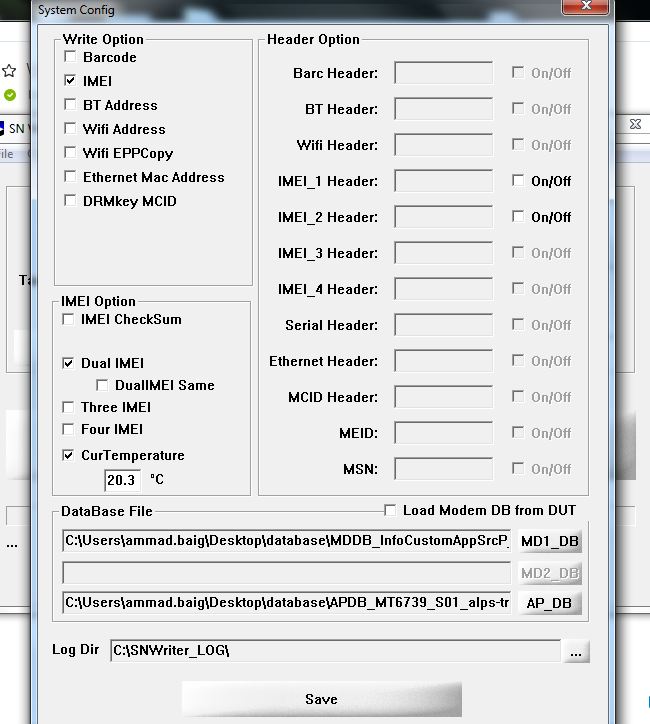 System Config
Write Option
Barcode
IMEI
BT Address
Wifi Address
Wifi EPPCopy
Ethernet Mac Address
DRMkey MCID
IMEI Option
IMEI CheckSum
Dual IMEI
DualIMEI Same
Three IMEI
Four IMEI
CurTemperature
20.3 °C
Header Option
Barc Header: On/Off
BT Header: On/Off
Wifi Header: On/Off
IMEI_1 Header: On/Off
IMEI_2 Header: On/Off
IMEI_3 Header: On/Off
IMEI_4 Header: On/Off
Serial Header: On/Off
Ethernet Header: On/Off
MCID Header: On/Off
MEID: On/Off
MSN: On/Off
DataBase File Load Modem DB from DUT
C:\Users\ammad.baig\Desktop\database\MDDB_InfoCustomAppSrcP_ MD1_DB
MD2_DB
C:\Users\ammad.baig\Desktop\database\APDB_MT6739_S01_alps-tr AP_DB
Log Dir C:\SNWriter_LOG\ ...
Save
SN
Ta
...